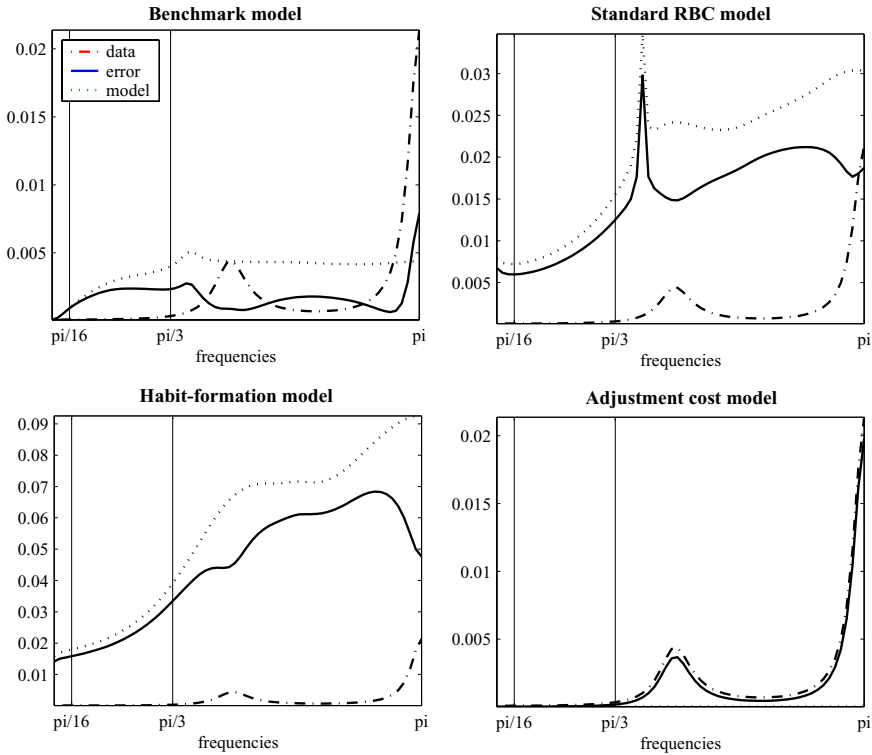 Benchmark model
0.02
0.015
0.01
0.005
data
error
model
pi/16
pi/3
pi
frequencies
Standard RBC model
0.03
0.025
0.02
0.015
0.01
0.005
pi/16
pi/3
pi
frequencies
Habit-formation model
0.09
0.08
0.07
0.06
0.05
0.04
0.03
0.02
0.01
pi/16
pi/3
pi
frequencies
Adjustment cost model
0.02
0.015
0.01
0.005
pi/16
pi/3
pi
frequencies